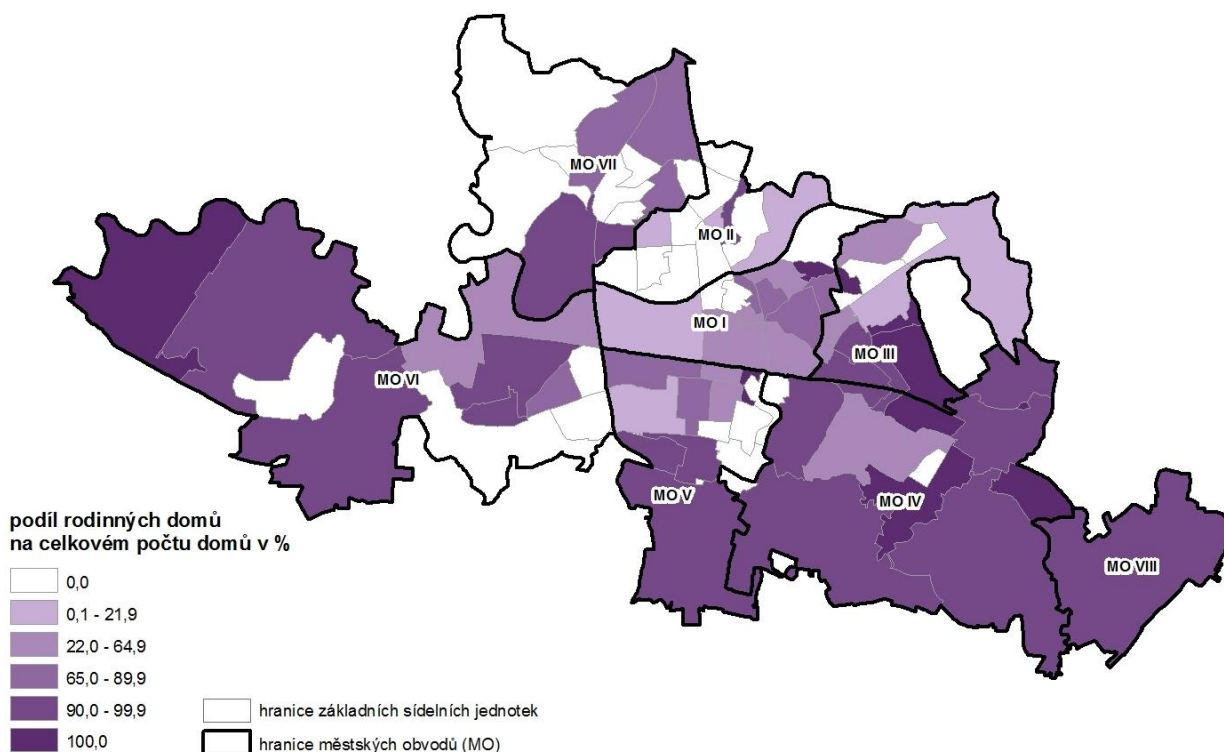 MO VII
MO II
MO I
MO III
MO VI
MO V
MO IV
MO VIII
podíl rodinných domů
na celkovém počtu domů v %
0,0
0,1 - 21,9
22,0 - 64,9
65,0 - 89,9
90,0 - 99,9
100,0
hranice základních sídelních jednotek
hranice městských obvodů (MO)